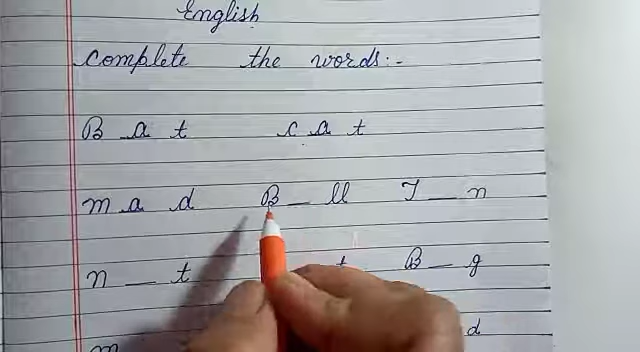 English
Complete the words:-
B a t c a t
m a d B _ ll T _ n
n _ t t B _ g
m d